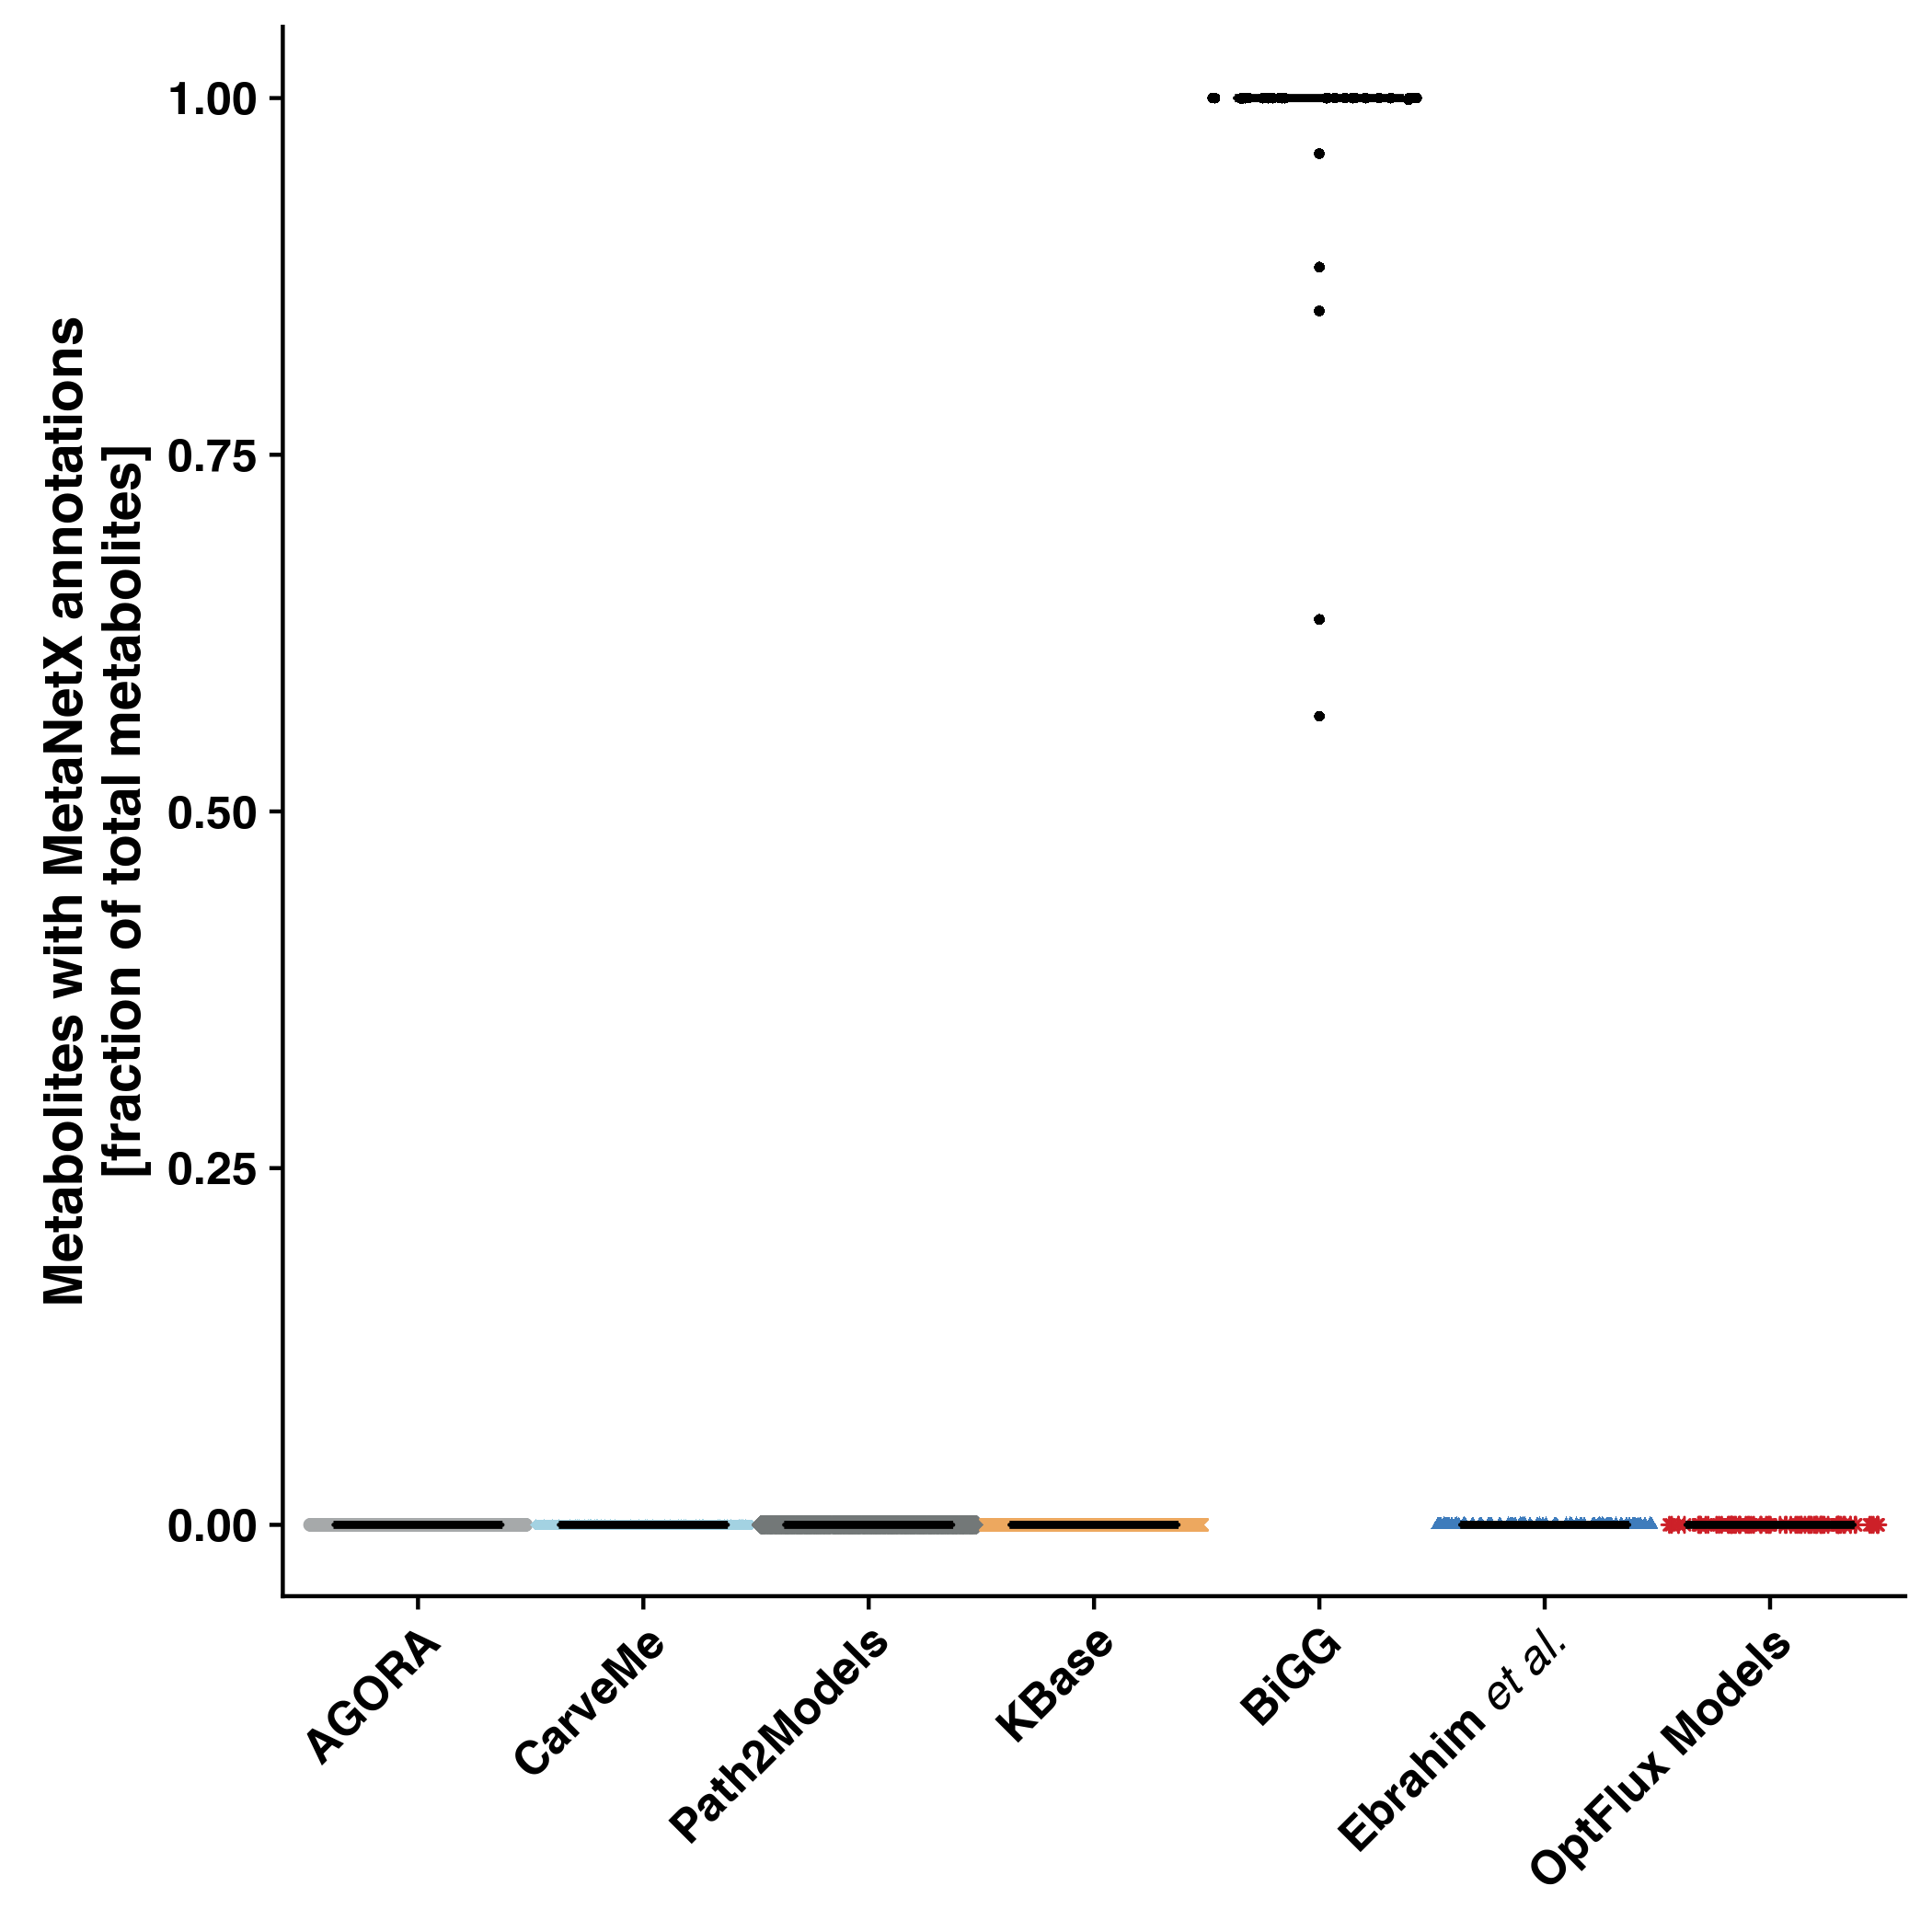 Metabolites with MetaNetX annotations
[fraction of total metabolites]
1.00
0.75
0.50
0.25
0.00
AGORA
CarveMe
Path2Models
KBase
BiGG
Ebrahim et al.
OptFlux Models